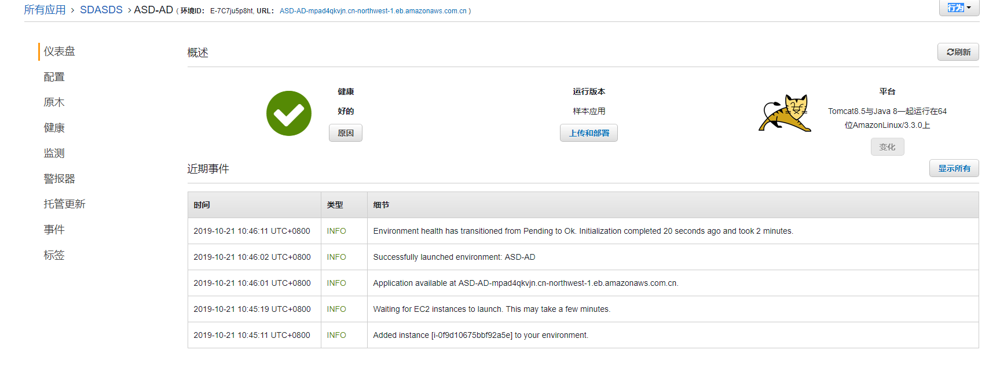 所有应用 › SDASDS › ASD-AD ( 环境ID： E-7C7ju5p8ht, URL： ASD-AD-mpad4qkvjn.cn-northwest-1.eb.amazonaws.com.cn )
行为
仪表盘
配置
原木
健康
监测
警报器
托管更新
事件
标签
概述
刷新
健康
好的
原因
运行版本
样本应用
上传和部署
平台
Tomcat8.5与Java 8一起运行在64
位AmazonLinux/3.3.0上
变化
近期事件
显示所有
时间 类型 细节
2019-10-21 10:46:11 UTC+0800 INFO Environment health has transitioned from Pending to Ok. Initialization completed 20 seconds ago and took 2 minutes.
2019-10-21 10:46:02 UTC+0800 INFO Successfully launched environment: ASD-AD
2019-10-21 10:46:01 UTC+0800 INFO Application available at ASD-AD-mpad4qkvjn.cn-northwest-1.eb.amazonaws.com.cn.
2019-10-21 10:45:19 UTC+0800 INFO Waiting for EC2 instances to launch. This may take a few minutes.
2019-10-21 10:45:11 UTC+0800 INFO Added instance [i-0f9d10675bbf92a5e] to your environment.